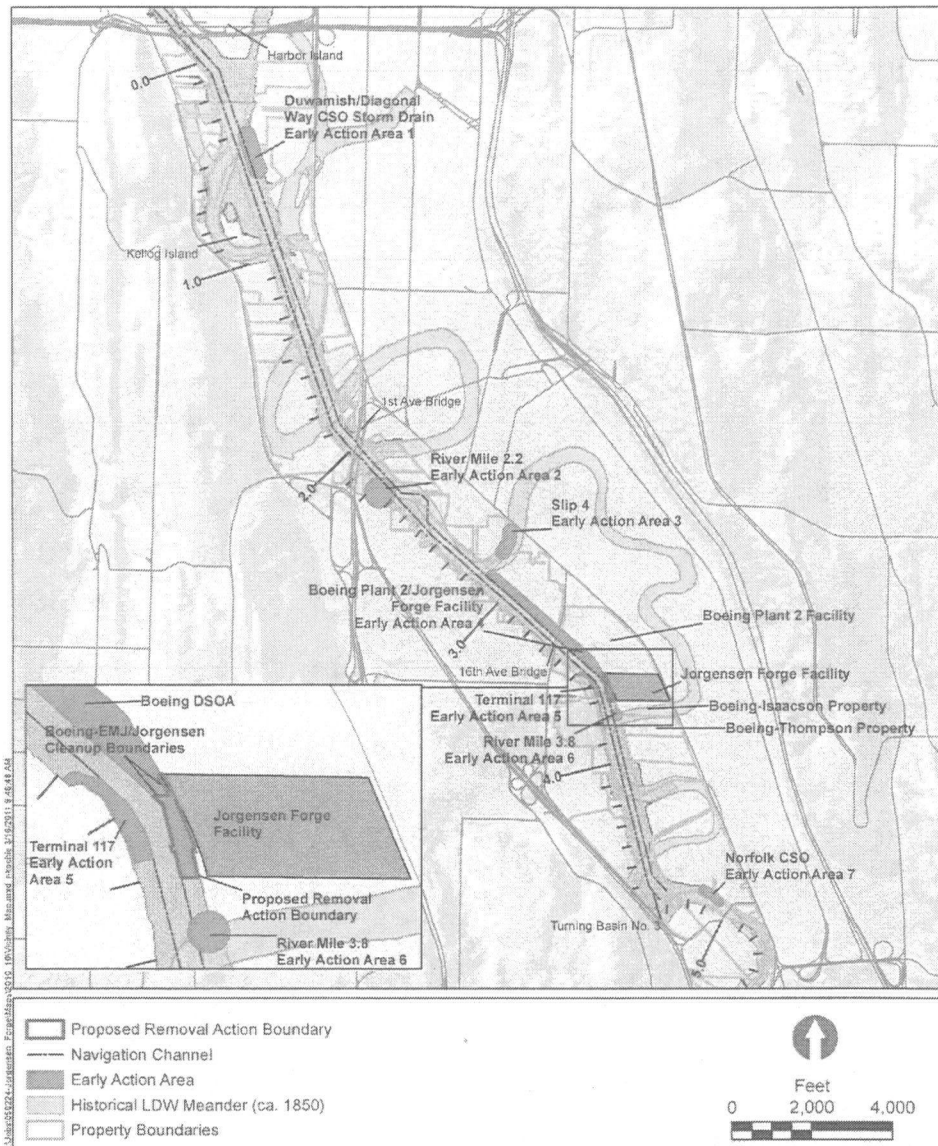 Harbor Island
0.0
Duwamish/Diagonal
Way CSO Storm Drain
Early Action Area 1
Kellog Island
1.0
1st Ave Bridge
2.0
River Mile 2.2
Early Action Area 2
Slip 4
Early Action Area 3
Boeing Plant 2/Jorgensen
Forge Facility
Early Action Area 4
3.0
Boeing Plant 2 Facility
16th Ave Bridge
Jorgensen Forge Facility
Terminal 117
Early Action Area 5
Boeing-Isaacson Property
Boeing-Thompson Property
River Mile 3.8
Early Action Area 6
4.0
Norfolk CSO
Early Action Area 7
Turning Basin No. 3
5.0
Boeing DSOA
Boeing-EMJ/Jorgensen
Cleanup Boundaries
Jorgensen Forge
Facility
Terminal 117
Early Action
Area 5
Proposed Removal
Action Boundary
River Mile 3.8
Early Action Area 6
Proposed Removal Action Boundary
Navigation Channel
Early Action Area
Historical LDW Meander (ca. 1850)
Property Boundaries
Feet
0 2,000 4,000